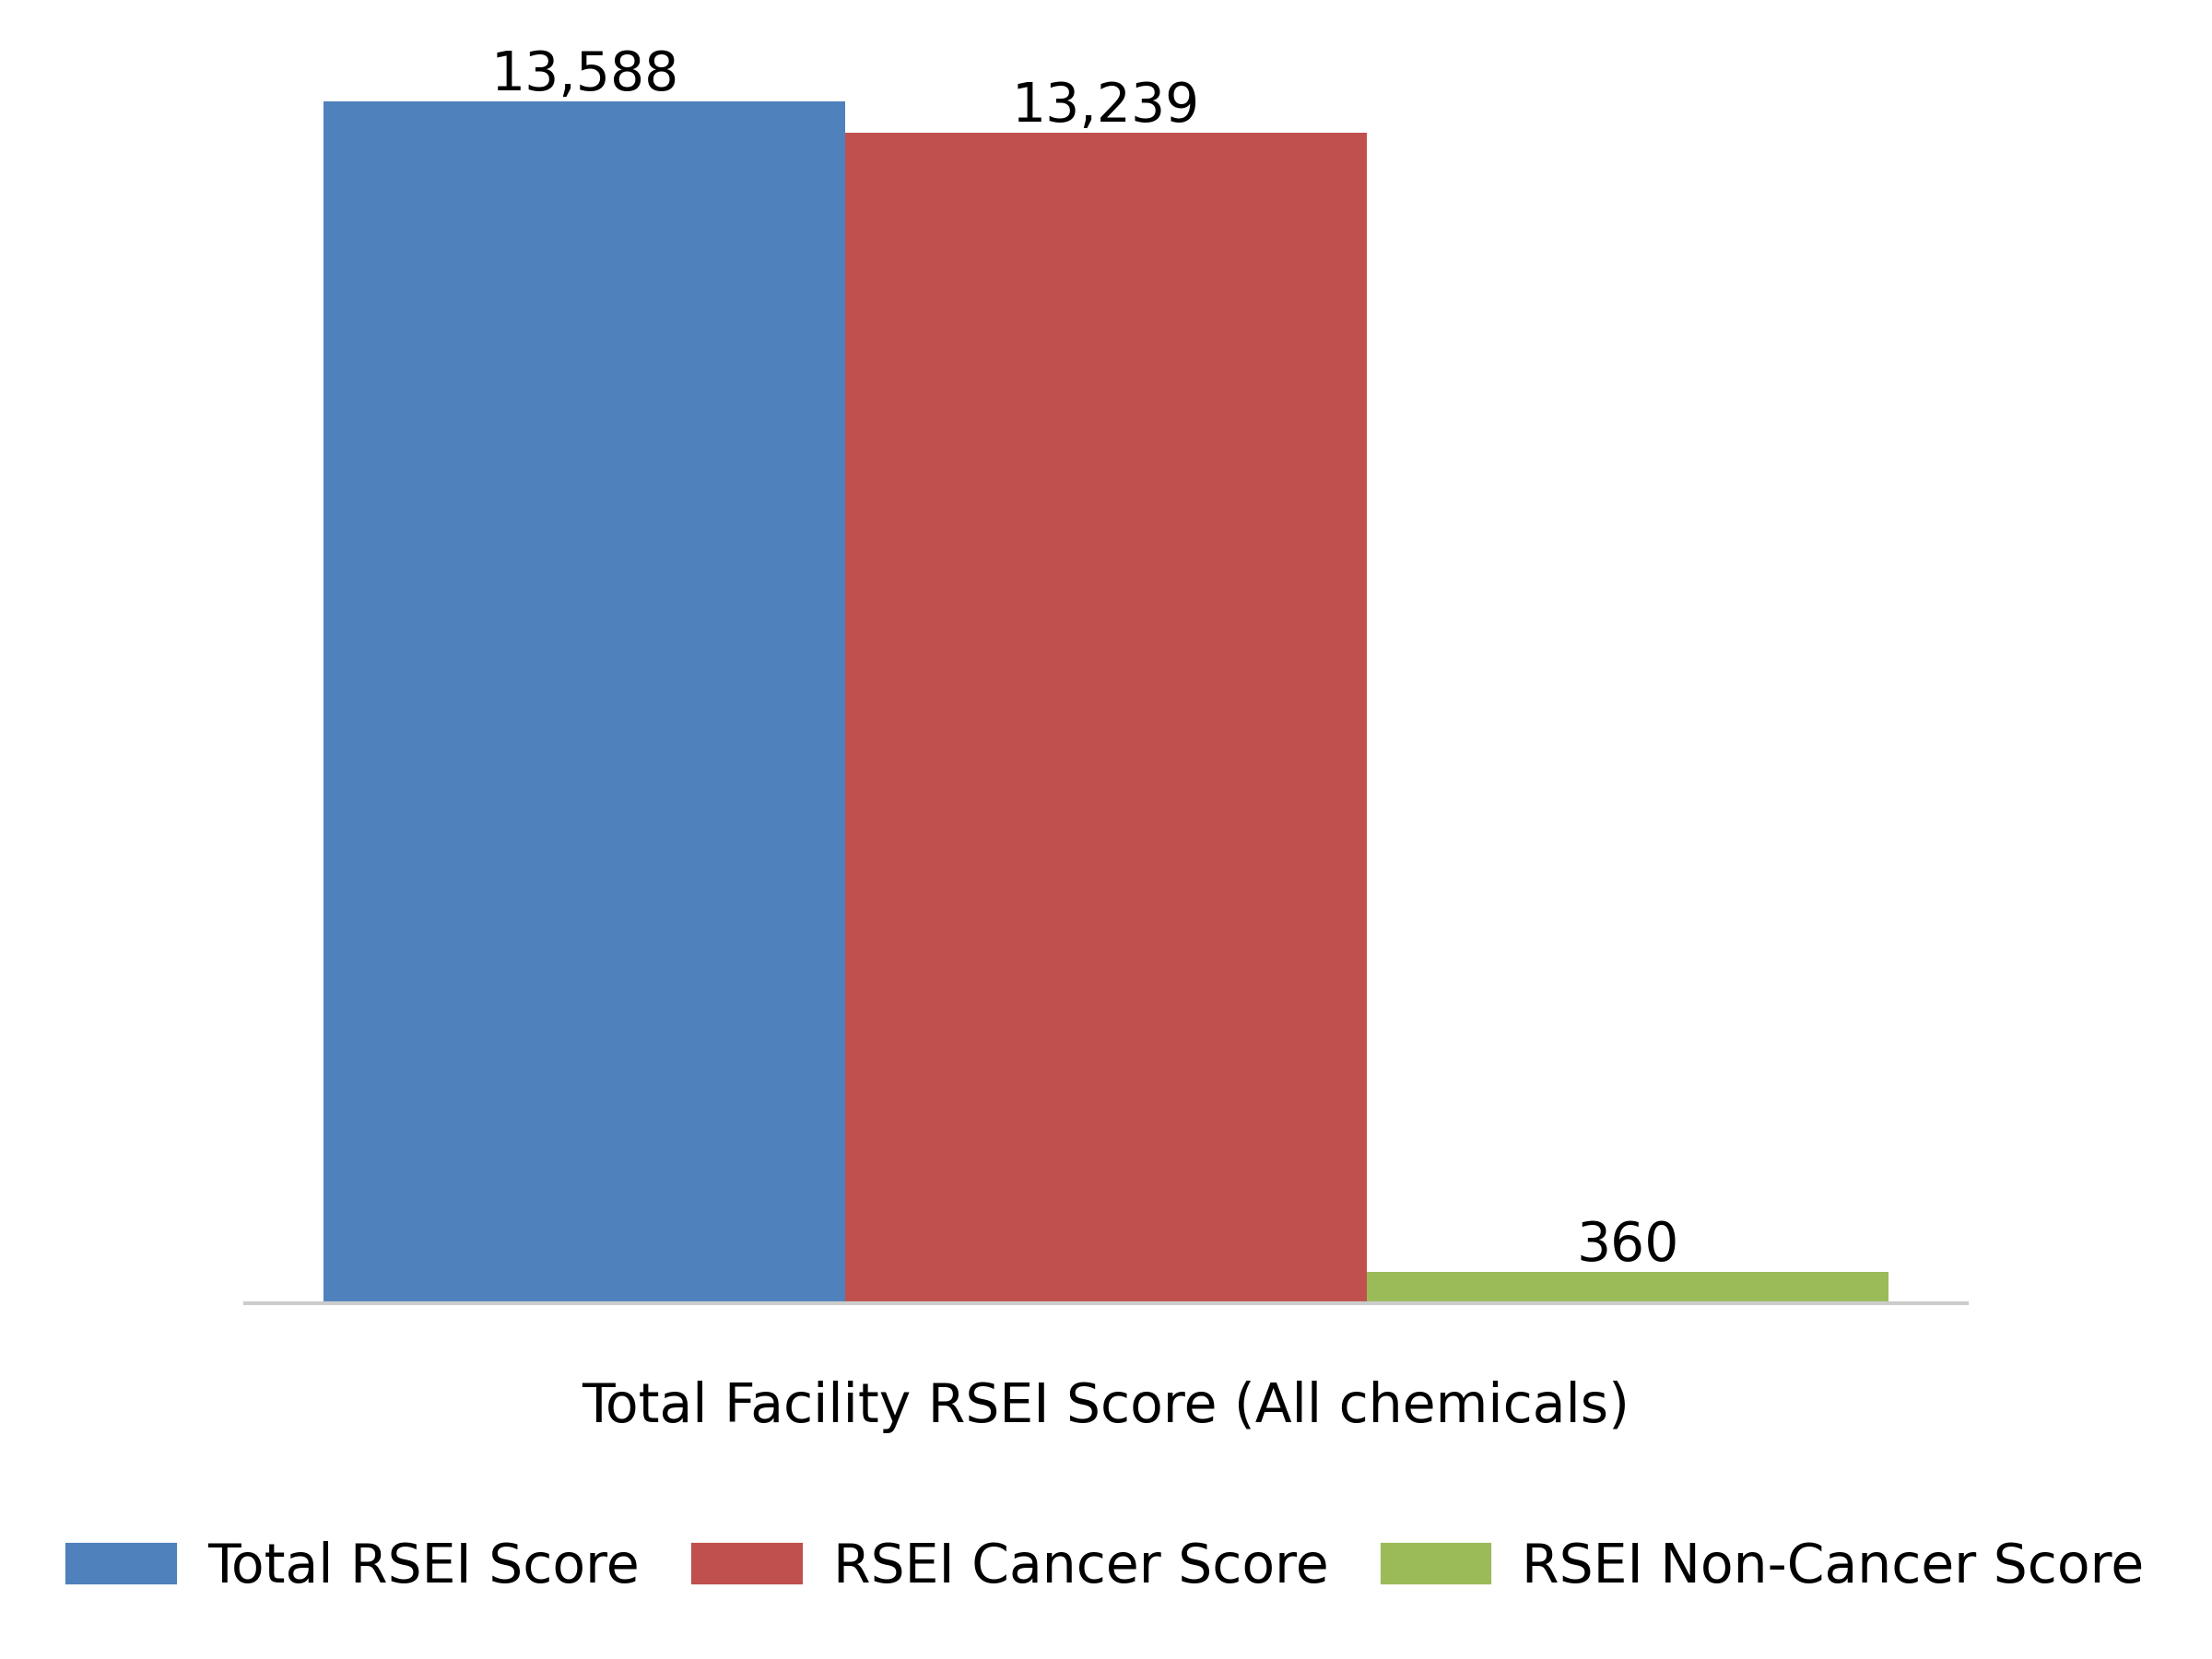 13,588
13,239
360
Total Facility RSEI Score (All chemicals)
Total RSEI Score RSEI Cancer Score RSEI Non-Cancer Score